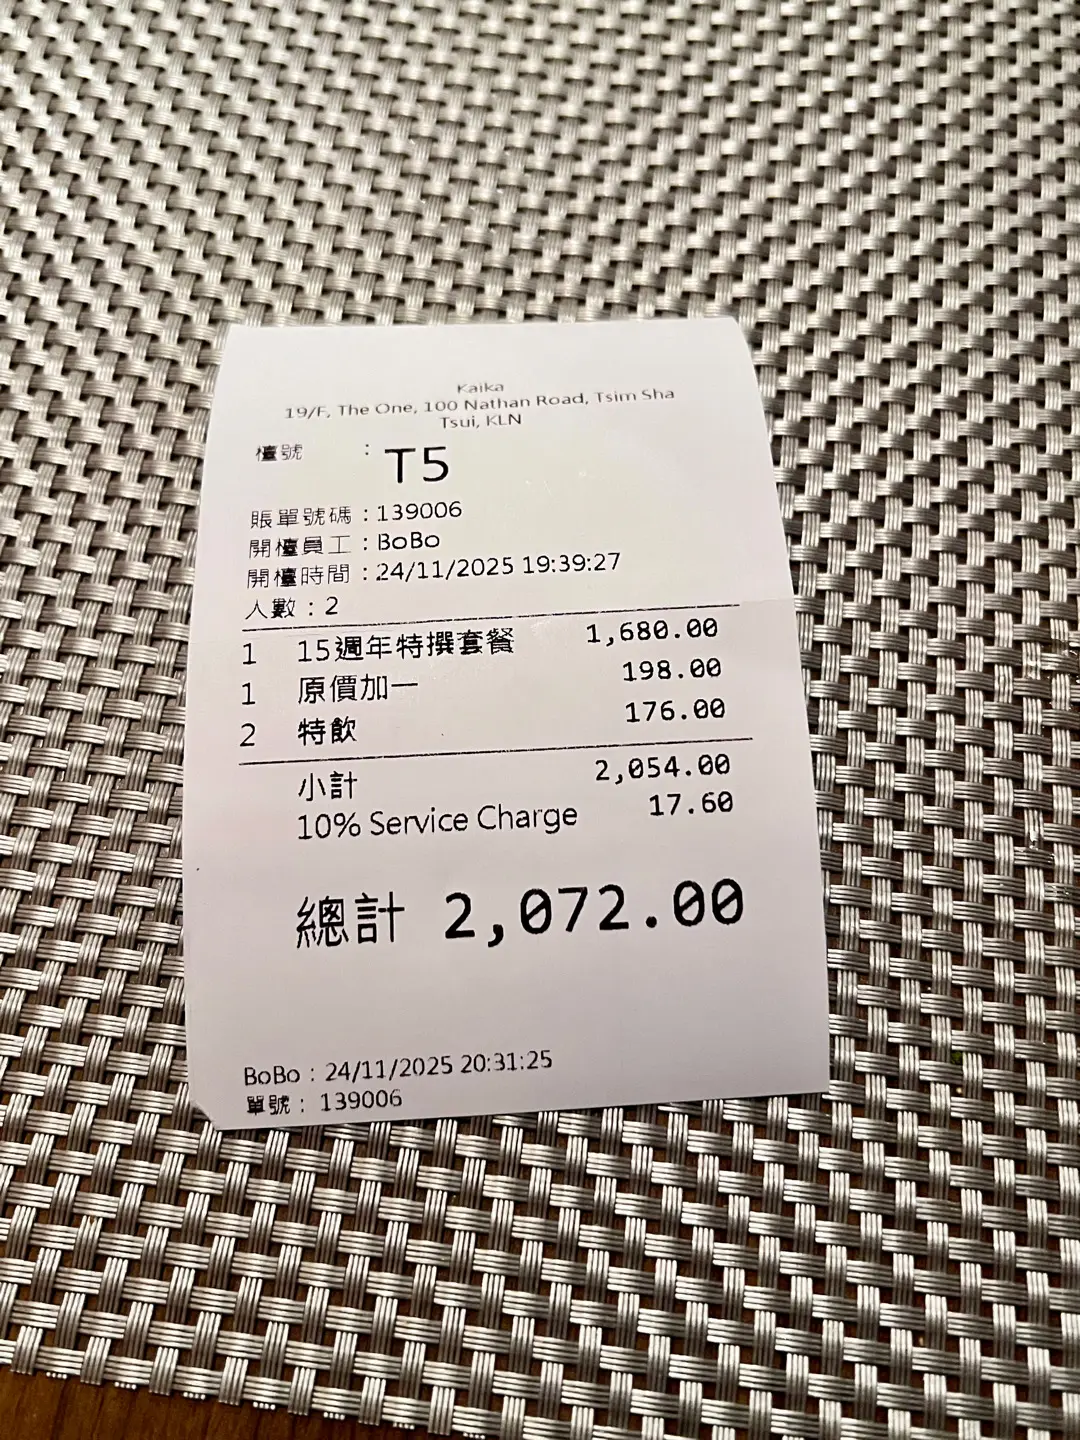 Kaika
19/F, The One, 100 Nathan Road, Tsim Sha
Tsui, KLN
檯號 : T5
賬單號碼 : 139006
開檯員工 : BoBo
開檯時間 : 24/11/2025 19:39:27
人數 : 2
1 15週年特撰套餐 1,680.00
1 原價加一 198.00
2 特飲 176.00
小計 2,054.00
10% Service Charge 17.60
總計 2,072.00
BoBo : 24/11/2025 20:31:25
單號 : 139006